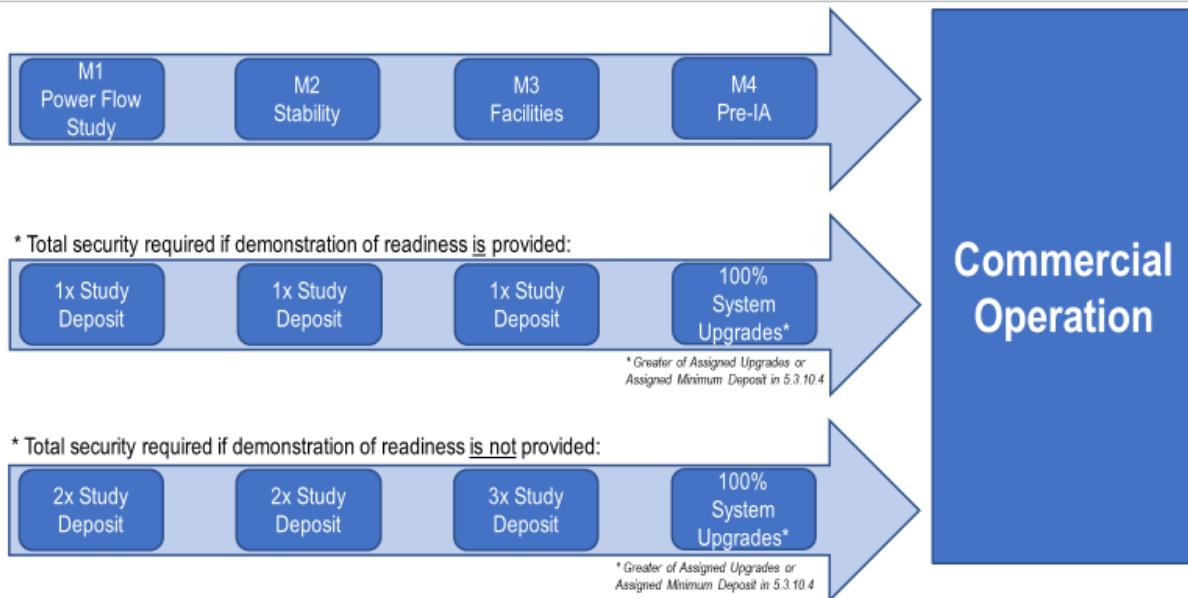 M1
Power Flow
Study
M2
Stability
M3
Facilities
M4
Pre-IA
* Total security required if demonstration of readiness is provided:
1x Study
Deposit
1x Study
Deposit
1x Study
Deposit
100%
System
Upgrades*
* Greater of Assigned Upgrades or
Assigned Minimum Deposit in 5.3.10.4
* Total security required if demonstration of readiness is not provided:
2x Study
Deposit
2x Study
Deposit
3x Study
Deposit
100%
System
Upgrades*
* Greater of Assigned Upgrades or
Assigned Minimum Deposit in 5.3.10.4
Commercial
Operation